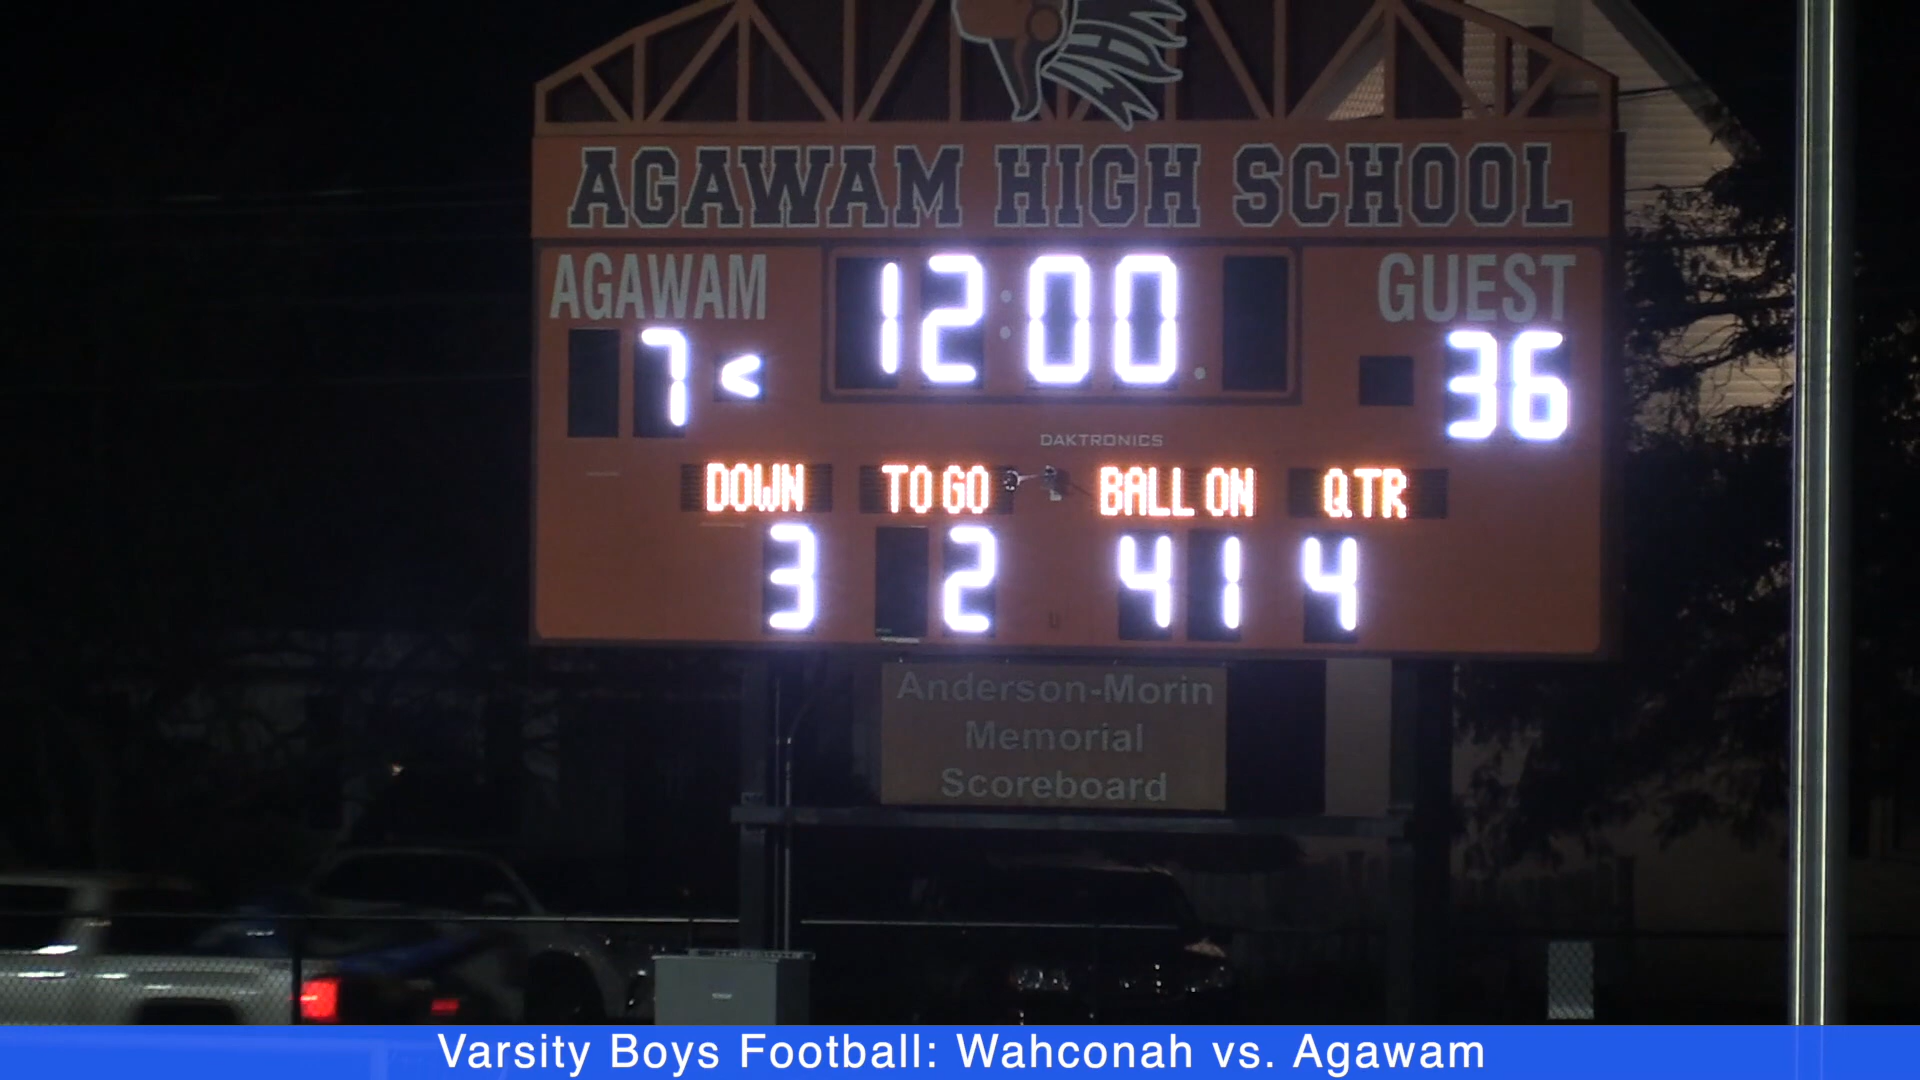 AGAWAM HIGH SCHOOL
AGAWAM 12:00 GUEST
7 < 36
DAKTRONICS
DOWN TO GO BALL ON QTR
3 2 41 4
Anderson-Morin
Memorial
Scoreboard
Varsity Boys Football: Wahconah vs. Agawam